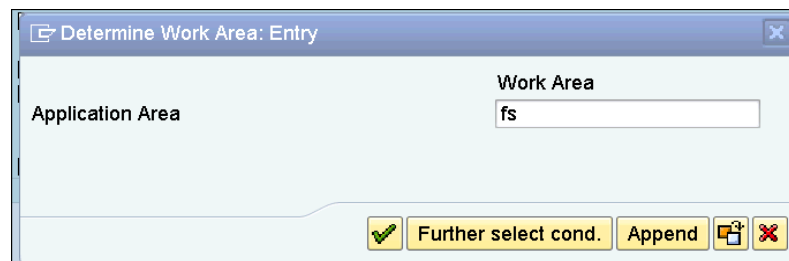 Determine Work Area: Entry
Work Area
Application Area
fs
Further select cond.
Append